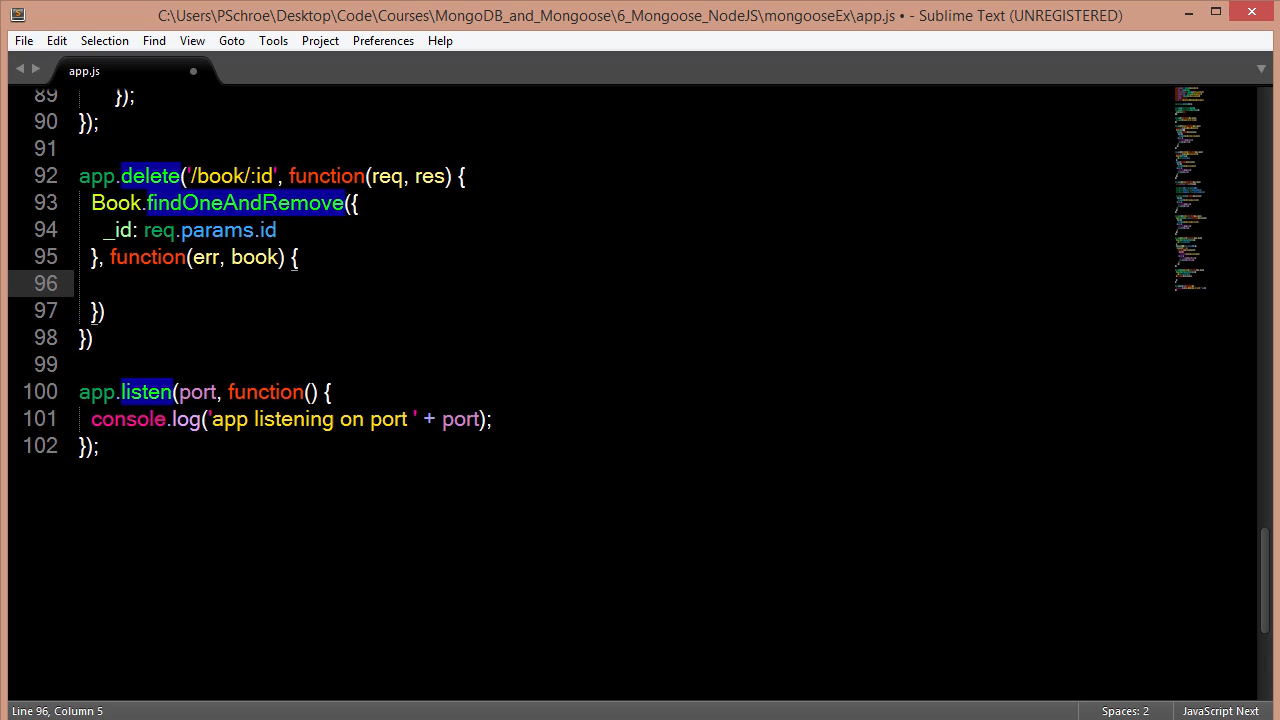 C:\Users\PSchroe\Desktop\Code\Courses\MongoDB_and_Mongoose\6_Mongoose_NodeJS\mongooseEx\app.js • - Sublime Text (UNREGISTERED)
File Edit Selection Find View Goto Tools Project Preferences Help
app.js
89 });
90 });
91
92 app.delete('/book/:id', function(req, res) {
93 Book.findOneAndRemove({
94 _id: req.params.id
95 }, function(err, book) {
96
97 })
98 })
99
100 app.listen(port, function() {
101 console.log('app listening on port ' + port);
102 });
Line 96, Column 5 Spaces: 2 JavaScript Next